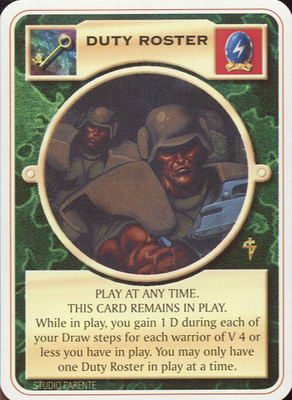 DUTY ROSTER
PLAY AT ANY TIME.
THIS CARD REMAINS IN PLAY.
While in play, you gain 1 D during each of
your Draw steps for each warrior of V 4 or
less you have in play. You may only have
one Duty Roster in play at a time.
STUDIO PARENTE